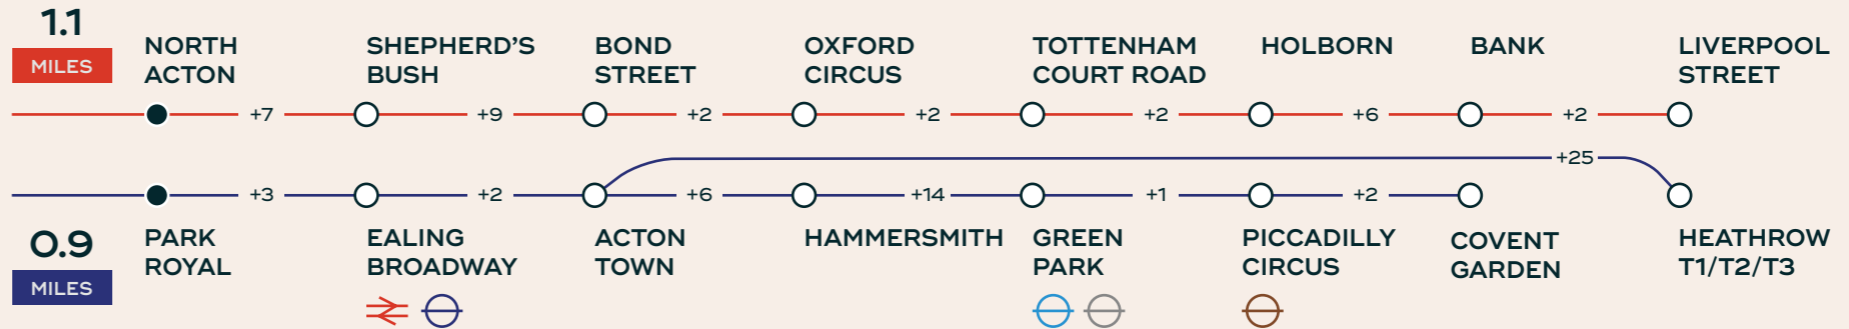 1.1
MILES
NORTH
ACTON
SHEPHERD'S
BUSH
BOND
STREET
OXFORD
CIRCUS
TOTTENHAM
COURT ROAD
HOLBORN
BANK
LIVERPOOL
STREET
+7
+9
+2
+2
+2
+6
+2
+25
+3
+2
+6
+14
+1
+2
0.9
MILES
PARK
ROYAL
EALING
BROADWAY
ACTON
TOWN
HAMMERSMITH
GREEN
PARK
PICCADILLY
CIRCUS
COVENT
GARDEN
HEATHROW
T1/T2/T3